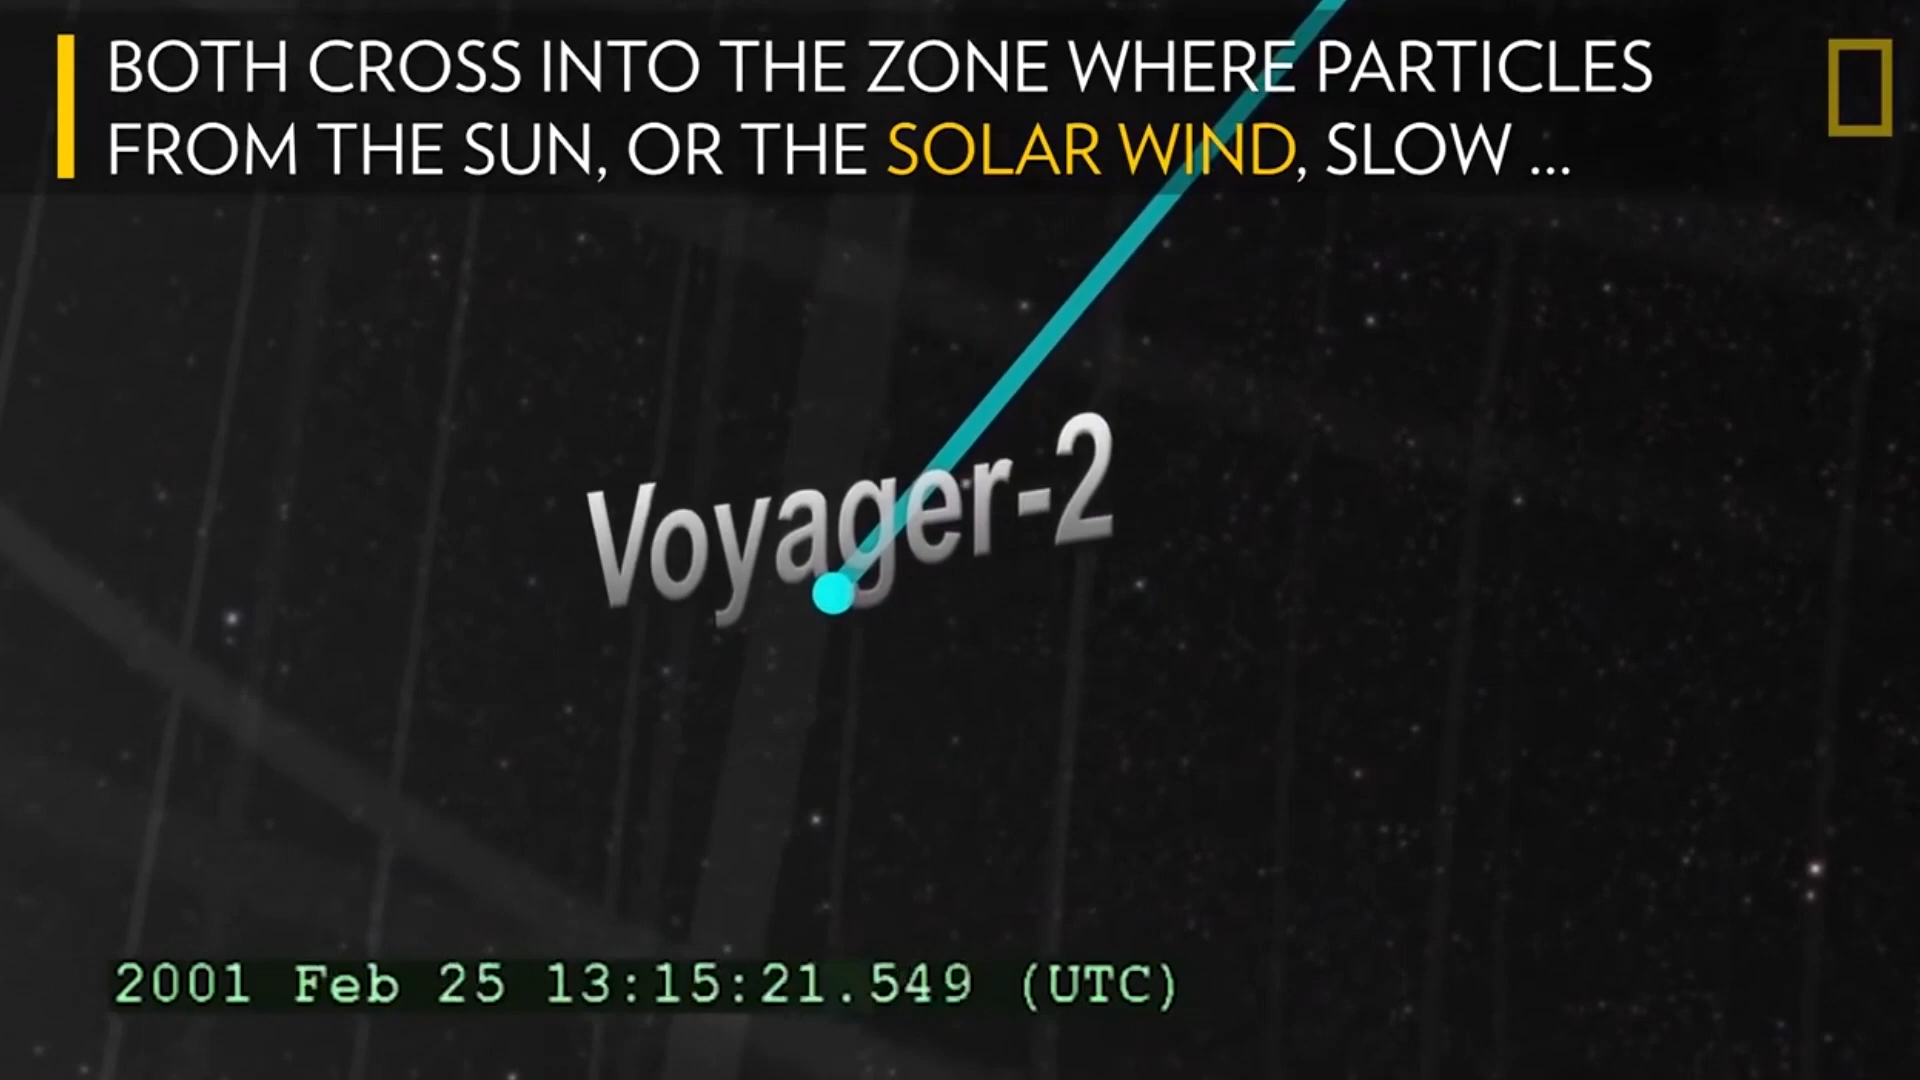 BOTH CROSS INTO THE ZONE WHERE PARTICLES
FROM THE SUN, OR THE SOLAR WIND, SLOW ...
Voyager-2
2001 Feb 25 13:15:21.549 (UTC)